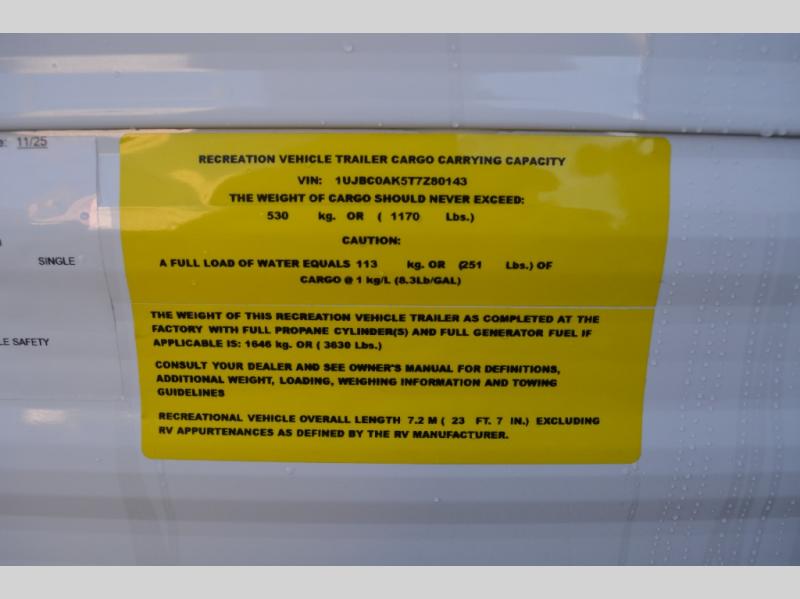 e: 11/25
SINGLE
LE SAFETY
RECREATION VEHICLE TRAILER CARGO CARRYING CAPACITY
VIN: 1UJBC0AK5T7Z80143
THE WEIGHT OF CARGO SHOULD NEVER EXCEED:
530 kg. OR ( 1170 Lbs.)
CAUTION:
A FULL LOAD OF WATER EQUALS 113 kg. OR (251 Lbs.) OF
CARGO @ 1 kg/L (8.3Lb/GAL)
THE WEIGHT OF THIS RECREATION VEHICLE TRAILER AS COMPLETED AT THE
FACTORY WITH FULL PROPANE CYLINDER(S) AND FULL GENERATOR FUEL IF
APPLICABLE IS: 1646 kg. OR ( 3630 Lbs.)
CONSULT YOUR DEALER AND SEE OWNER'S MANUAL FOR DEFINITIONS,
ADDITIONAL WEIGHT, LOADING, WEIGHING INFORMATION AND TOWING
GUIDELINES
RECREATIONAL VEHICLE OVERALL LENGTH 7.2 M ( 23 FT. 7 IN.) EXCLUDING
RV APPURTENANCES AS DEFINED BY THE RV MANUFACTURER.